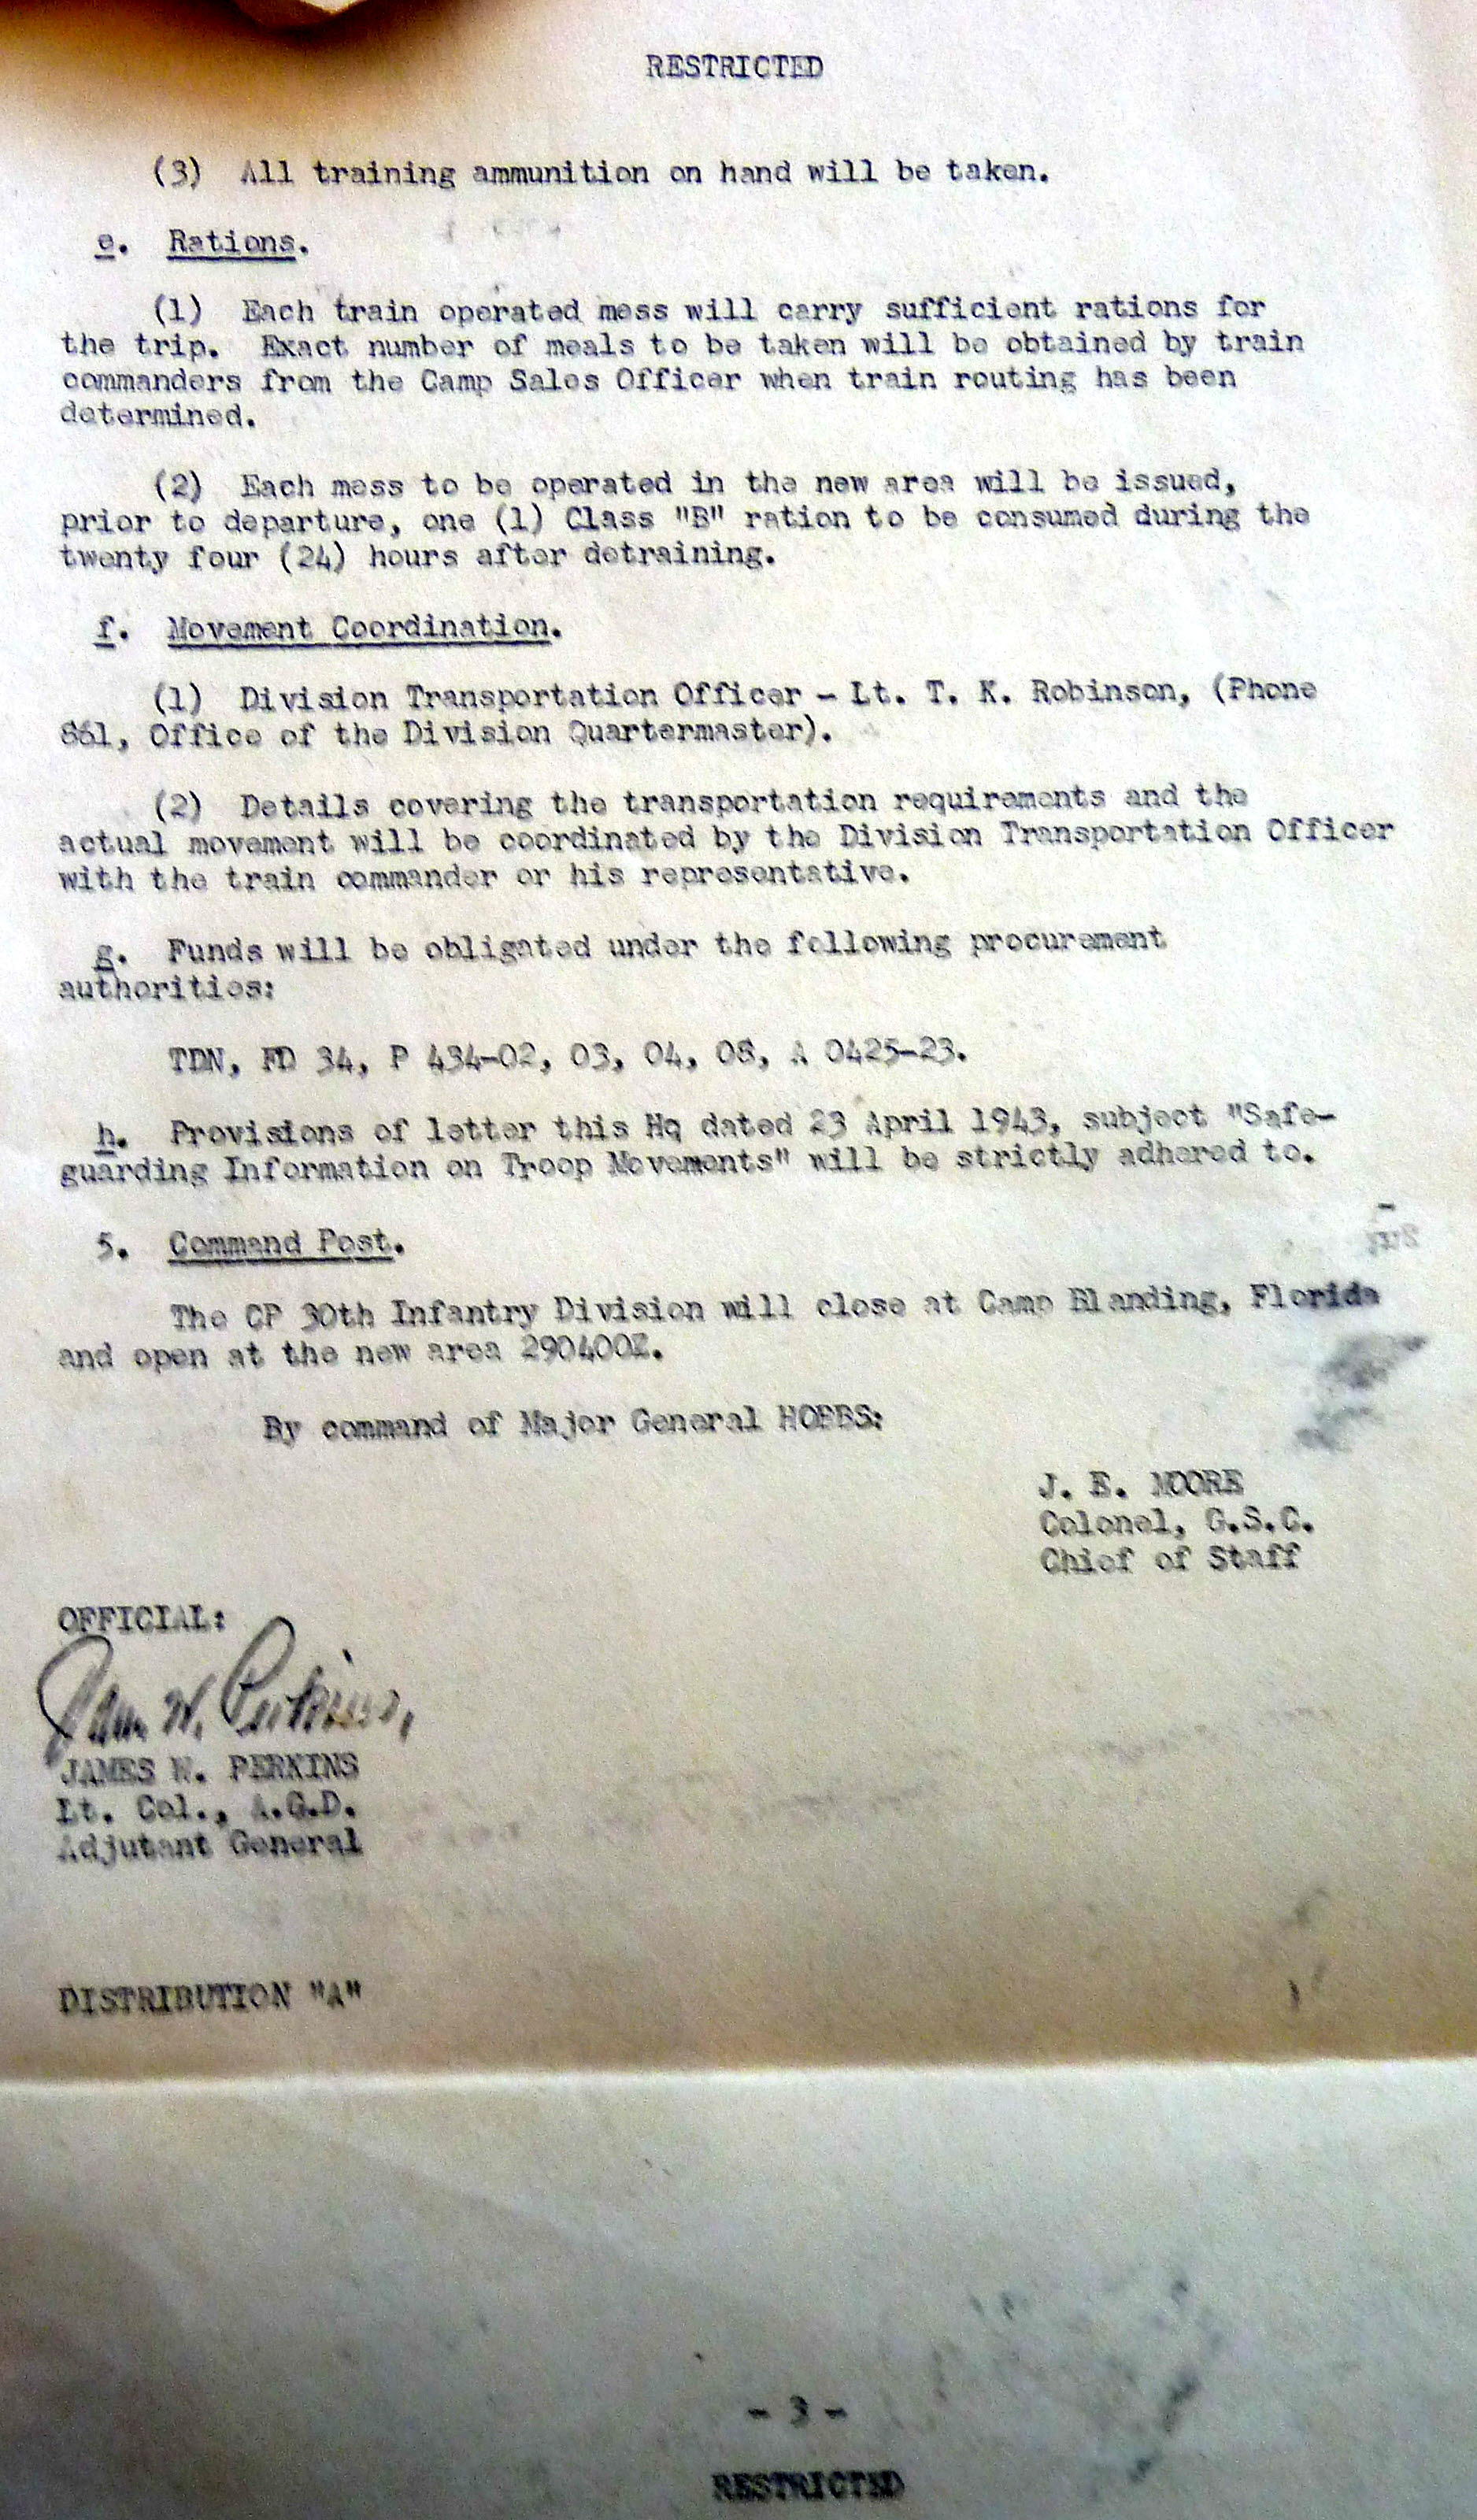 RESTRICTED
(3) All training ammunition on hand will be taken.
e. Rations.
(1) Each train operated mess will carry sufficient rations for
the trip. Exact number of meals to be taken will be obtained by train
commanders from the Camp Sales Officer when train routing has been
determined.
(2) Each mess to be operated in the new area will be issued,
prior to departure, one (1) Class "B" ration to be consumed during the
twenty four (24) hours after detraining.
f. Movement Coordination.
(1) Division Transportation Officer - Lt. T. K. Robinson, (Phone
861, Office of the Division Quartermaster).
(2) Details covering the transportation requirements and the
actual movement will be coordinated by the Division Transportation Officer
with the train commander or his representative.
g. Funds will be obligated under the following procurement
authorities:
TDN, FD 34, P 434-02, 03, 04, 08, A 0425-23.
h. Provisions of letter this Hq dated 23 April 1943, subject "Safe-
guarding Information on Troop Movements" will be strictly adhered to.
5. Command Post.
The CP 30th Infantry Division will close at Camp Blanding, Florida
and open at the new area 290400Z.
By command of Major General HOBBS:
J. E. MOORE
Colonel, G.S.C.
Chief of Staff
OFFICIAL:
James W. Perkins,
JAMES W. PERKINS
Lt. Col., A.G.D.
Adjutant General
DISTRIBUTION "A"
- 3 -
RESTRICTED